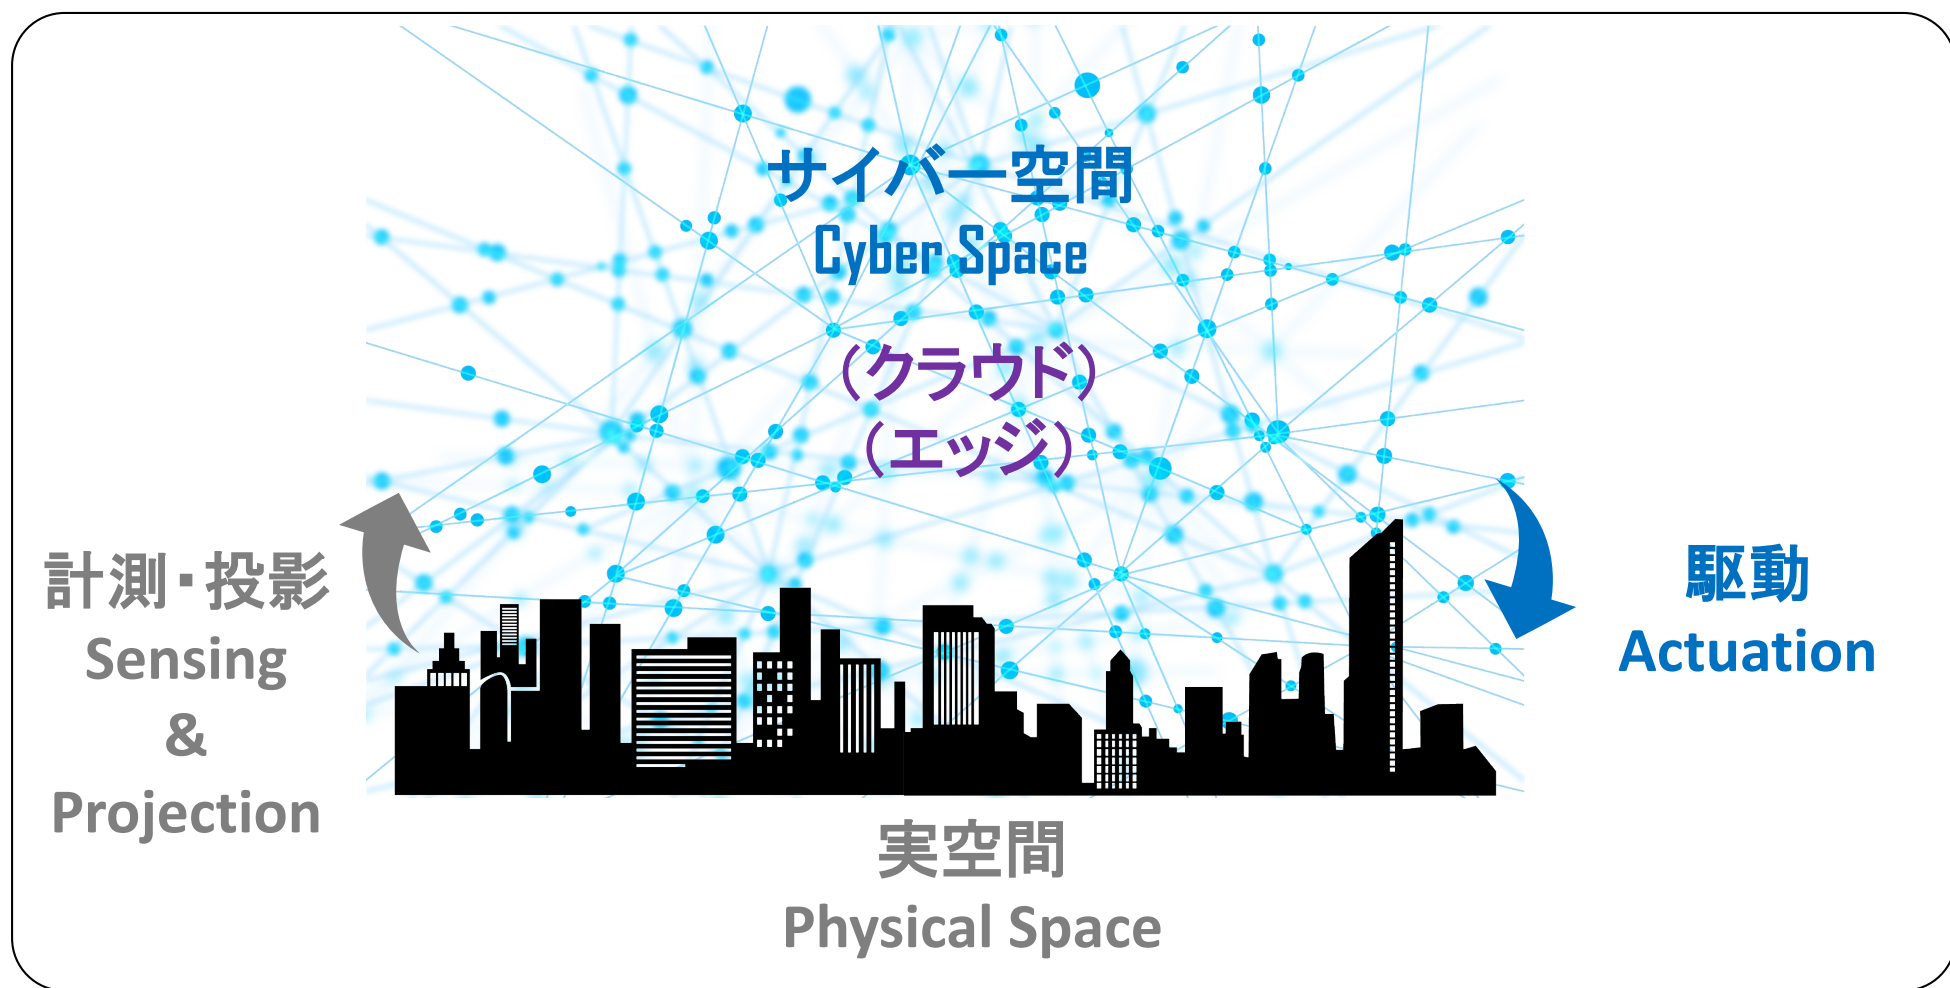 サイバー空間
Cyber Space
（クラウド）
（エッジ）
計測・投影
Sensing
&
Projection
駆動
Actuation
実空間
Physical Space